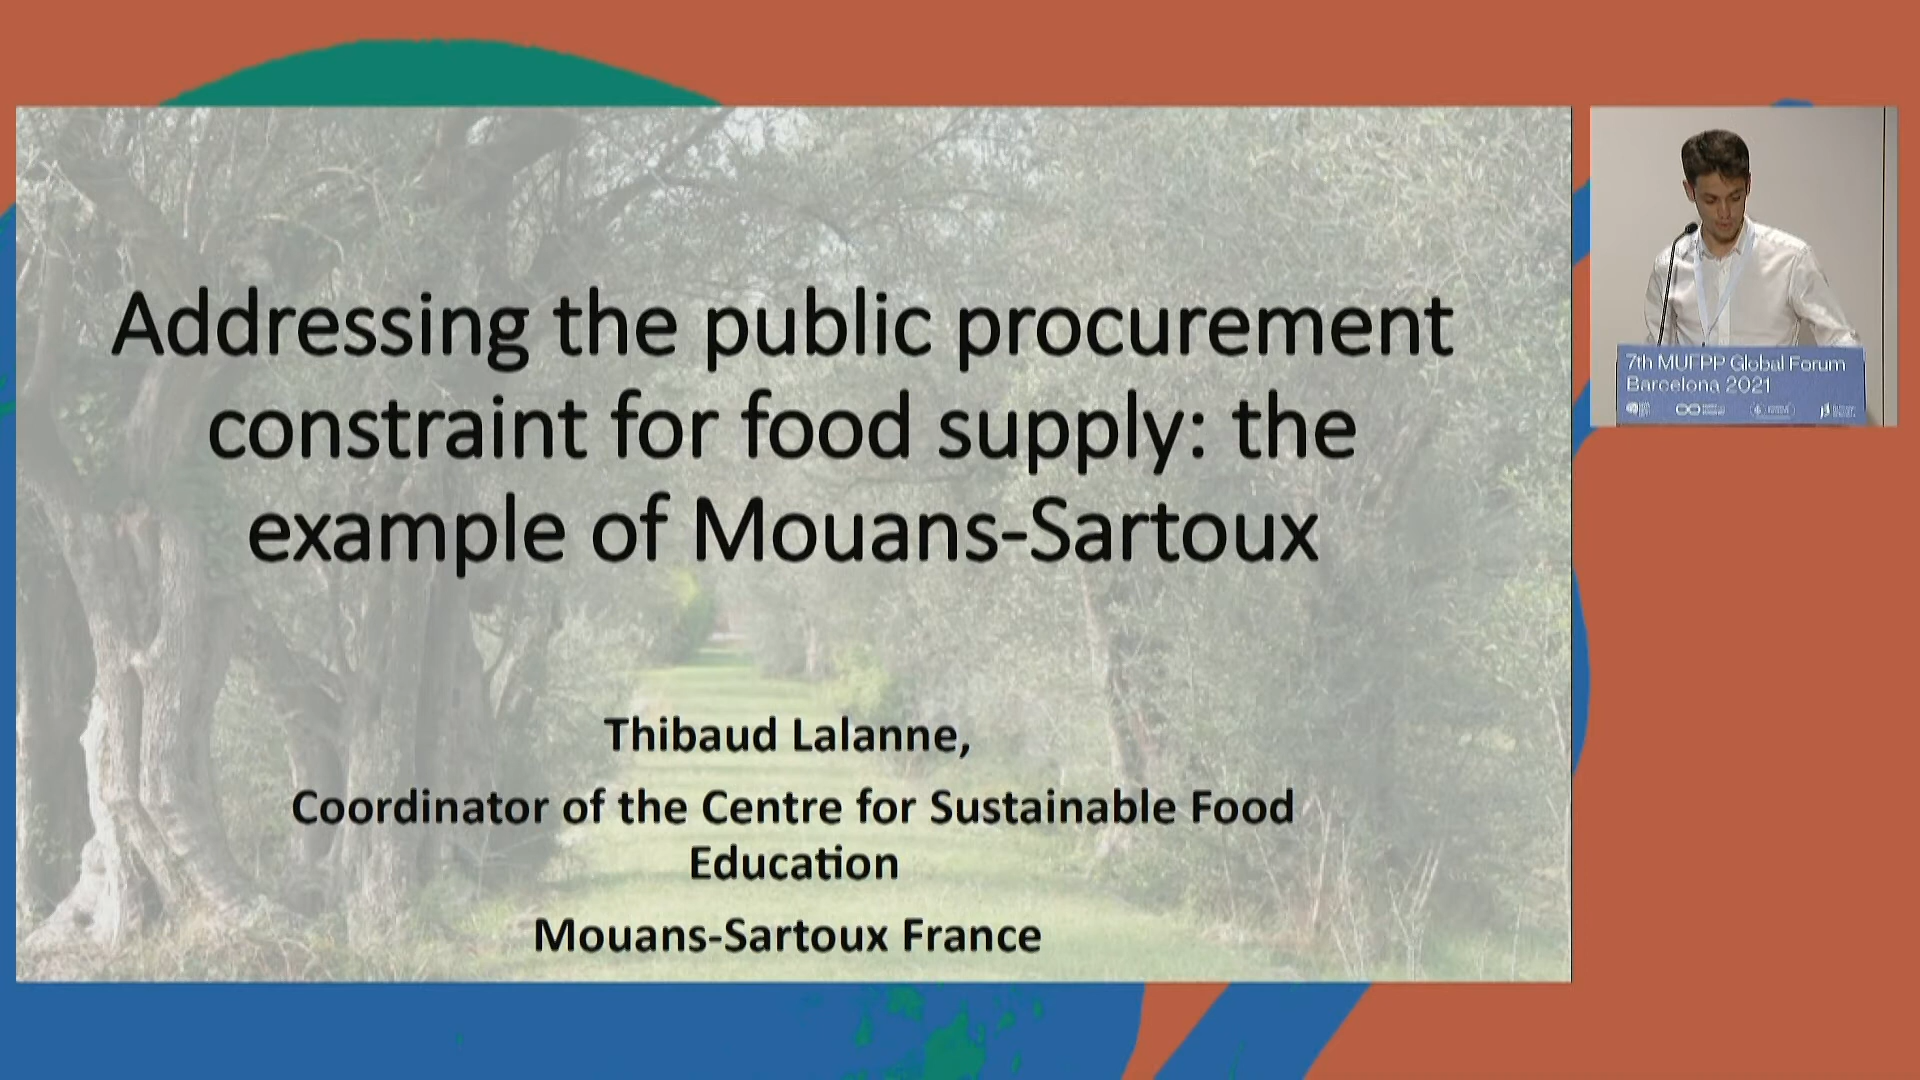 Addressing the public procurement
constraint for food supply: the
example of Mouans-Sartoux
Thibaud Lalanne,
Coordinator of the Centre for Sustainable Food
Education
Mouans-Sartoux France
7th MUFPP Global Forum
Barcelona 2021